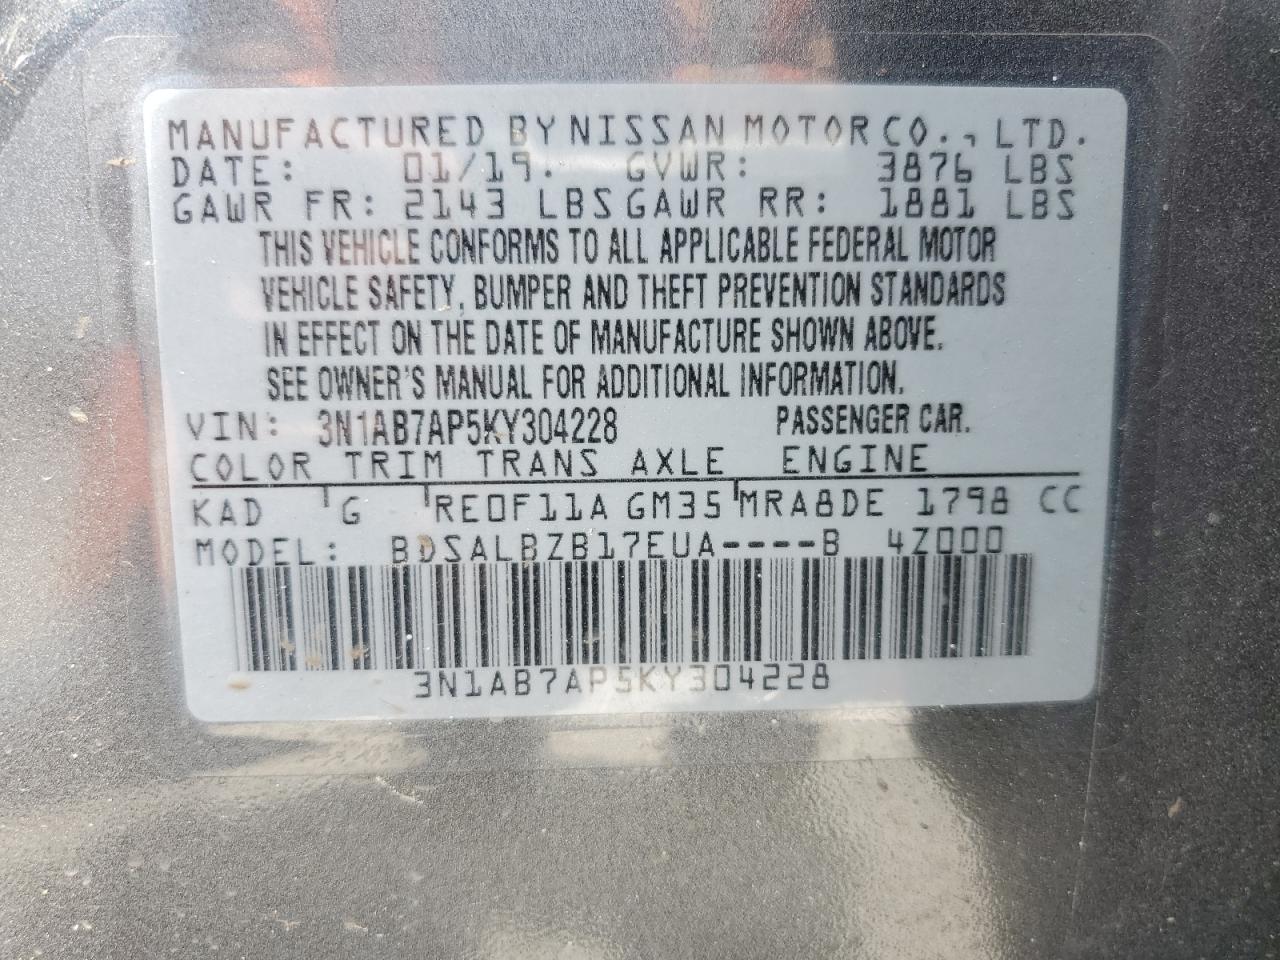 MANUFACTURED BY NISSAN MOTOR CO., LTD.
DATE: 01/19. GVWR: 3876 LBS
GAWR FR: 2143 LBS GAWR RR: 1881 LBS
THIS VEHICLE CONFORMS TO ALL APPLICABLE FEDERAL MOTOR
VEHICLE SAFETY, BUMPER AND THEFT PREVENTION STANDARDS
IN EFFECT ON THE DATE OF MANUFACTURE SHOWN ABOVE.
SEE OWNER'S MANUAL FOR ADDITIONAL INFORMATION.
VIN: 3N1AB7AP5KY304228 PASSENGER CAR.
COLOR TRIM TRANS AXLE ENGINE
KAD G RE0F11A GM35 MRA8DE 1798 CC
MODEL: BDSALBZB17EUA----B 4Z000
3N1AB7AP5KY304228